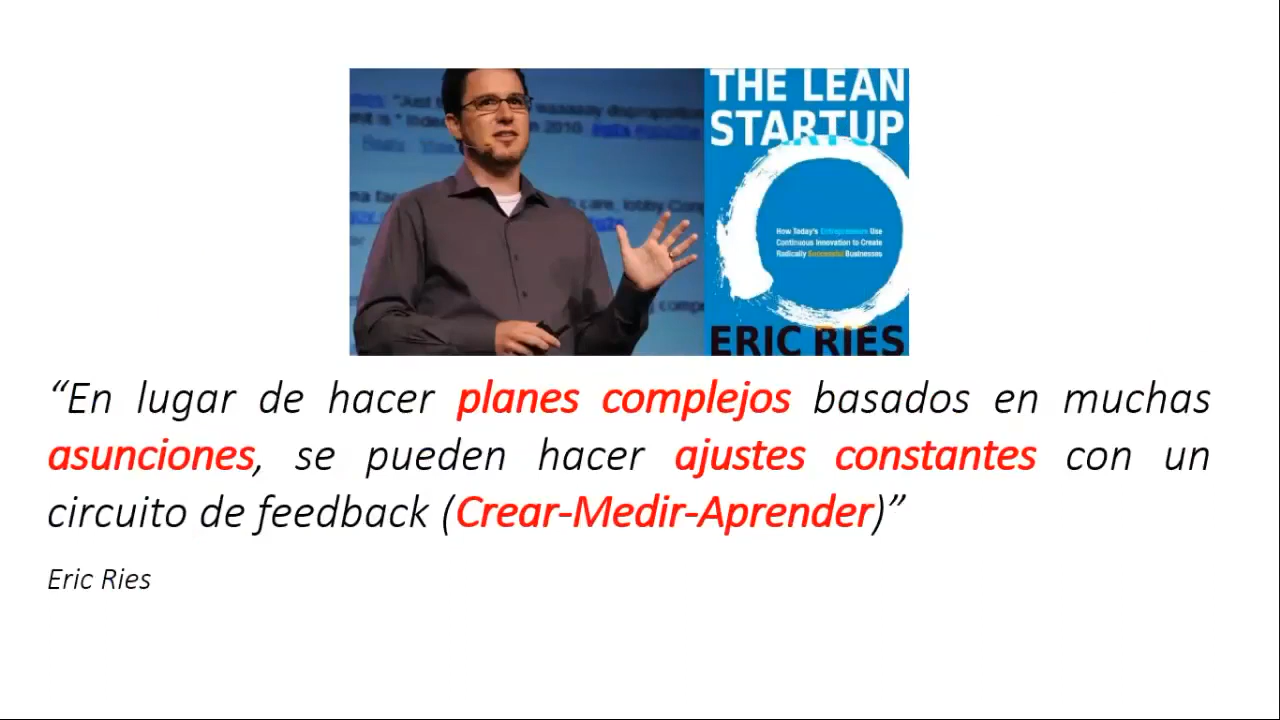 THE LEAN
STARTUP
How Today's Entrepreneurs Use
Continuous Innovation to Create
Radically Successful Businesses
ERIC RIES
“En lugar de hacer planes complejos basados en muchas
asunciones, se pueden hacer ajustes constantes con un
circuito de feedback (Crear-Medir-Aprender)”
Eric Ries